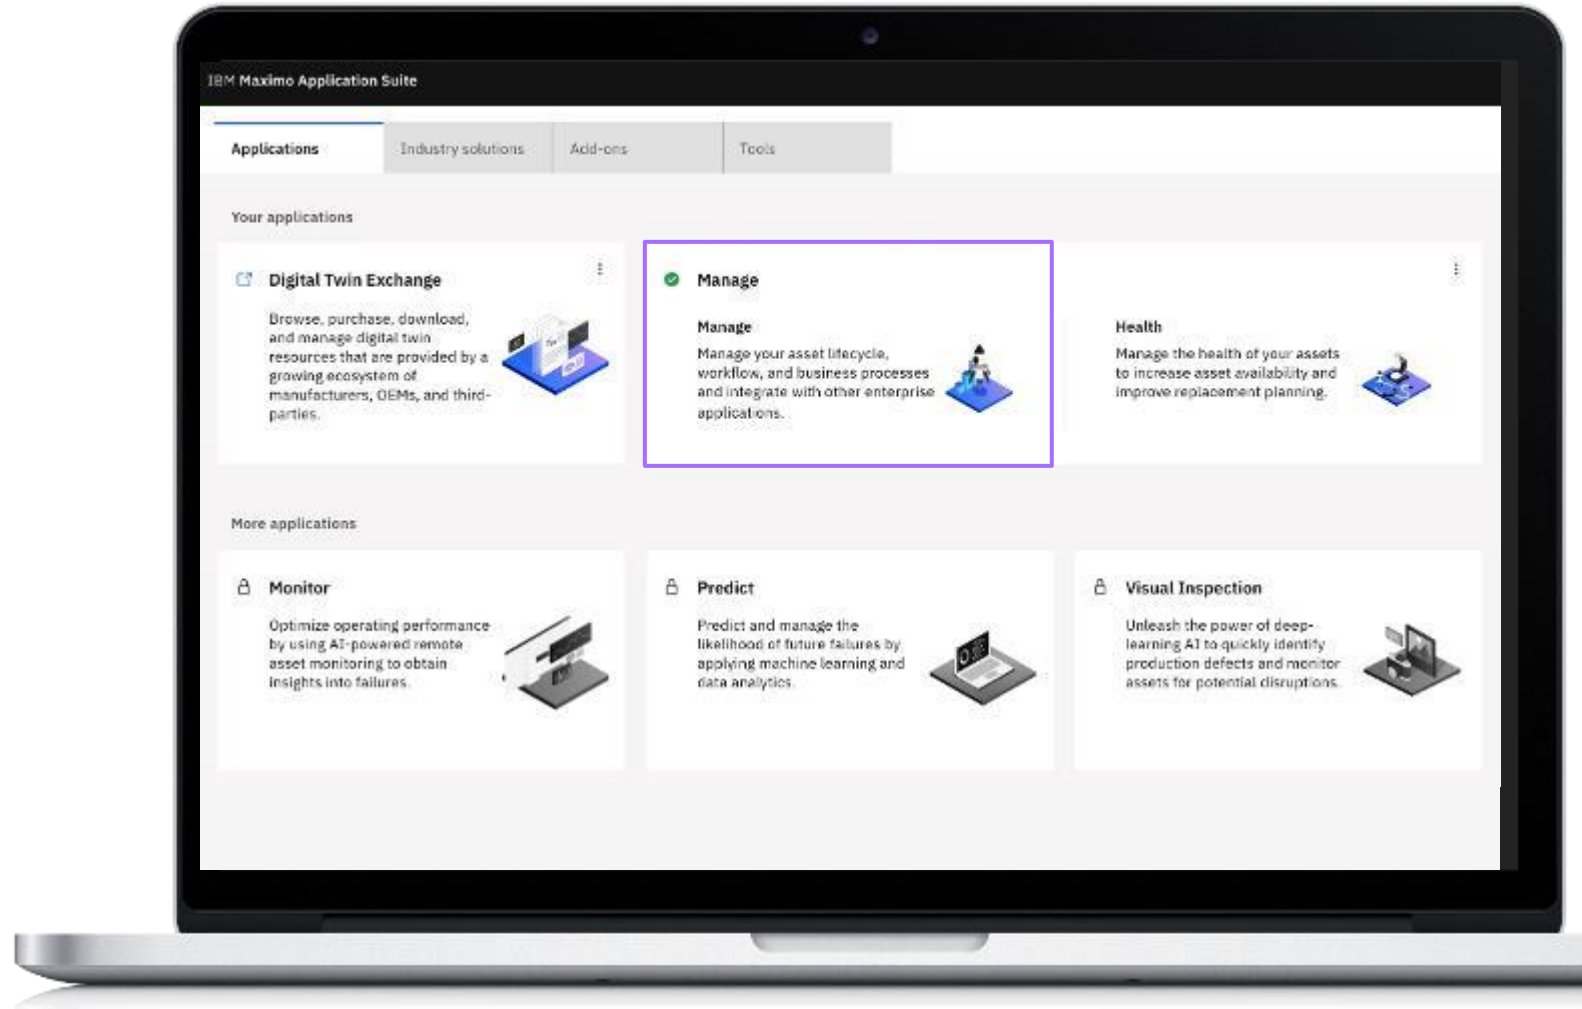 IBM Maximo Application Suite
Applications
Industry solutions
Add-ons
Tools
Your applications
Digital Twin Exchange
Browse, purchase, download,
and manage digital twin
resources that are provided by a
growing ecosystem of
manufacturers, OEMs, and third-
parties.
Manage
Manage
Manage your asset lifecycle,
workflow, and business processes
and integrate with other enterprise
applications.
Health
Manage the health of your assets
to increase asset availability and
improve replacement planning.
More applications
Monitor
Optimize operating performance
by using AI-powered remote
asset monitoring to obtain
insights into failures.
Predict
Predict and manage the
likelihood of future failures by
applying machine learning and
data analytics.
Visual Inspection
Unleash the power of deep-
learning AI to quickly identify
production defects and monitor
assets for potential disruptions.